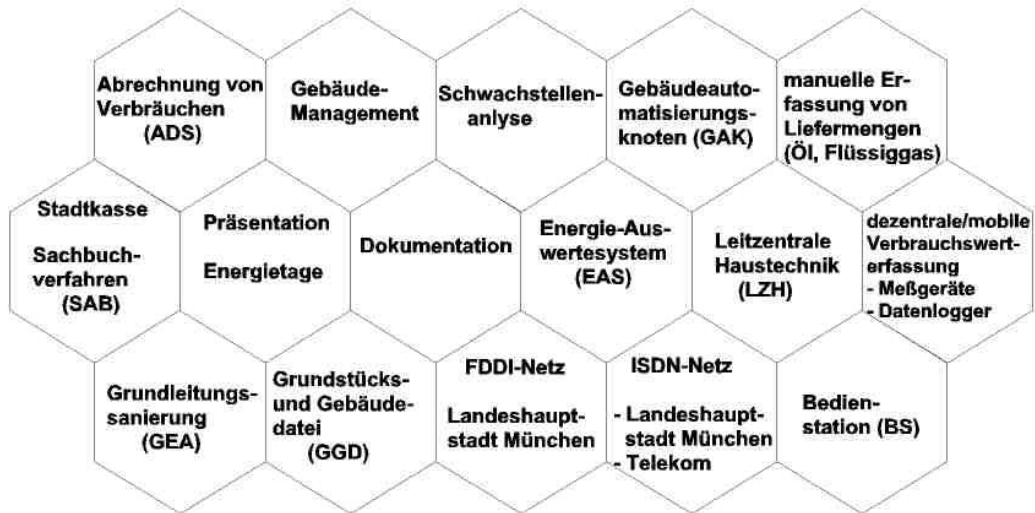 Abrechnung von
Verbräuchen
(ADS)
Gebäude-
Management
Schwachstellen-
anlyse
Gebäudeauto-
matisierungs-
knoten (GAK)
manuelle Er-
fassung von
Liefermengen
(Öl, Flüssiggas)
Stadtkasse
Sachbuch-
verfahren
(SAB)
Präsentation
Energietage
Dokumentation
Energie-Aus-
wertesystem
(EAS)
Leitzentrale
Haustechnik
(LZH)
dezentrale/mobile
Verbrauchswert-
erfassung
- Meßgeräte
- Datenlogger
Grundleitungs-
sanierung
(GEA)
Grundstücks-
und Gebäude-
datei
(GGD)
FDDI-Netz
Landeshaupt-
stadt München
ISDN-Netz
- Landeshaupt-
stadt München
- Telekom
Bedien-
station (BS)